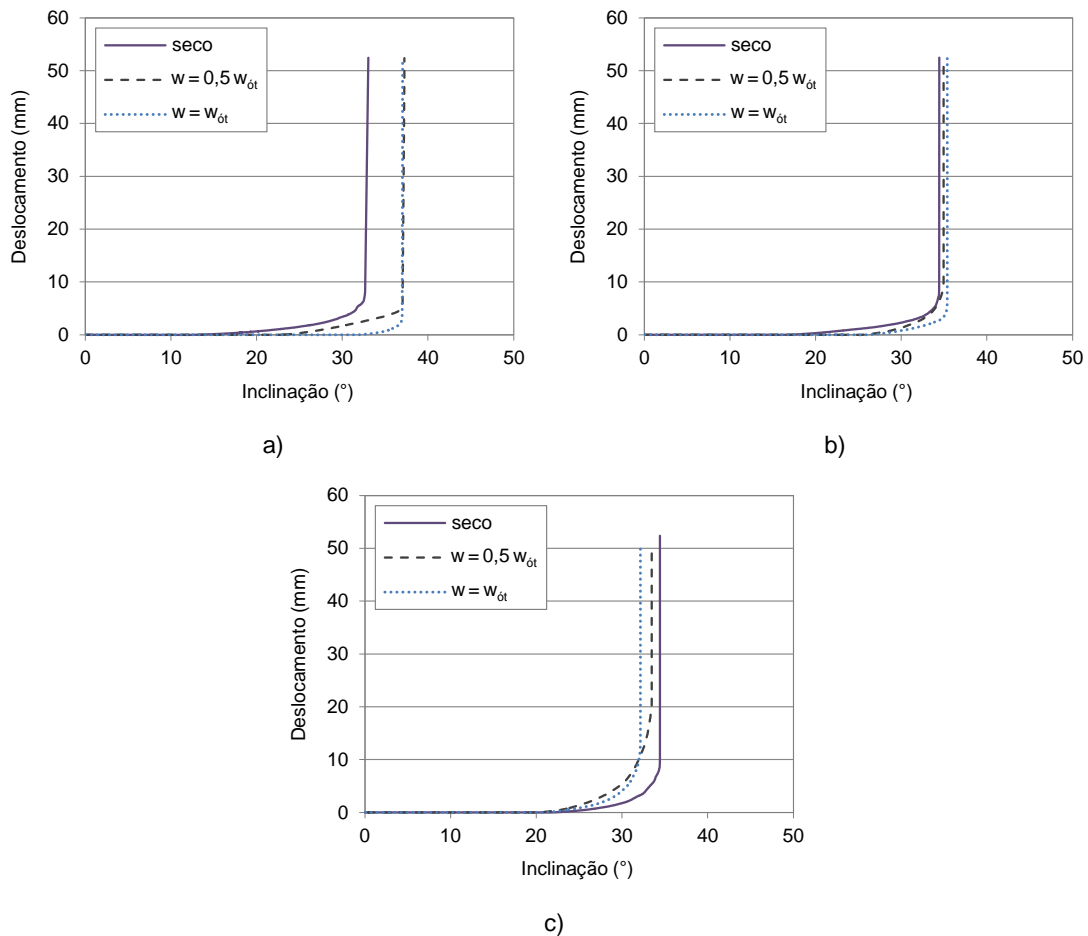 60
50
40
30
20
10
0
Deslocamento (mm)
seco
w = 0,5 wót
w = wót
0 10 20 30 40 50
Inclinação (°)
a)
60
50
40
30
20
10
0
Deslocamento (mm)
seco
w = 0,5 wót
w = wót
0 10 20 30 40 50
Inclinação (°)
b)
60
50
40
30
20
10
0
Deslocamento (mm)
seco
w = 0,5 wót
w = wót
0 10 20 30 40 50
Inclinação (°)
c)